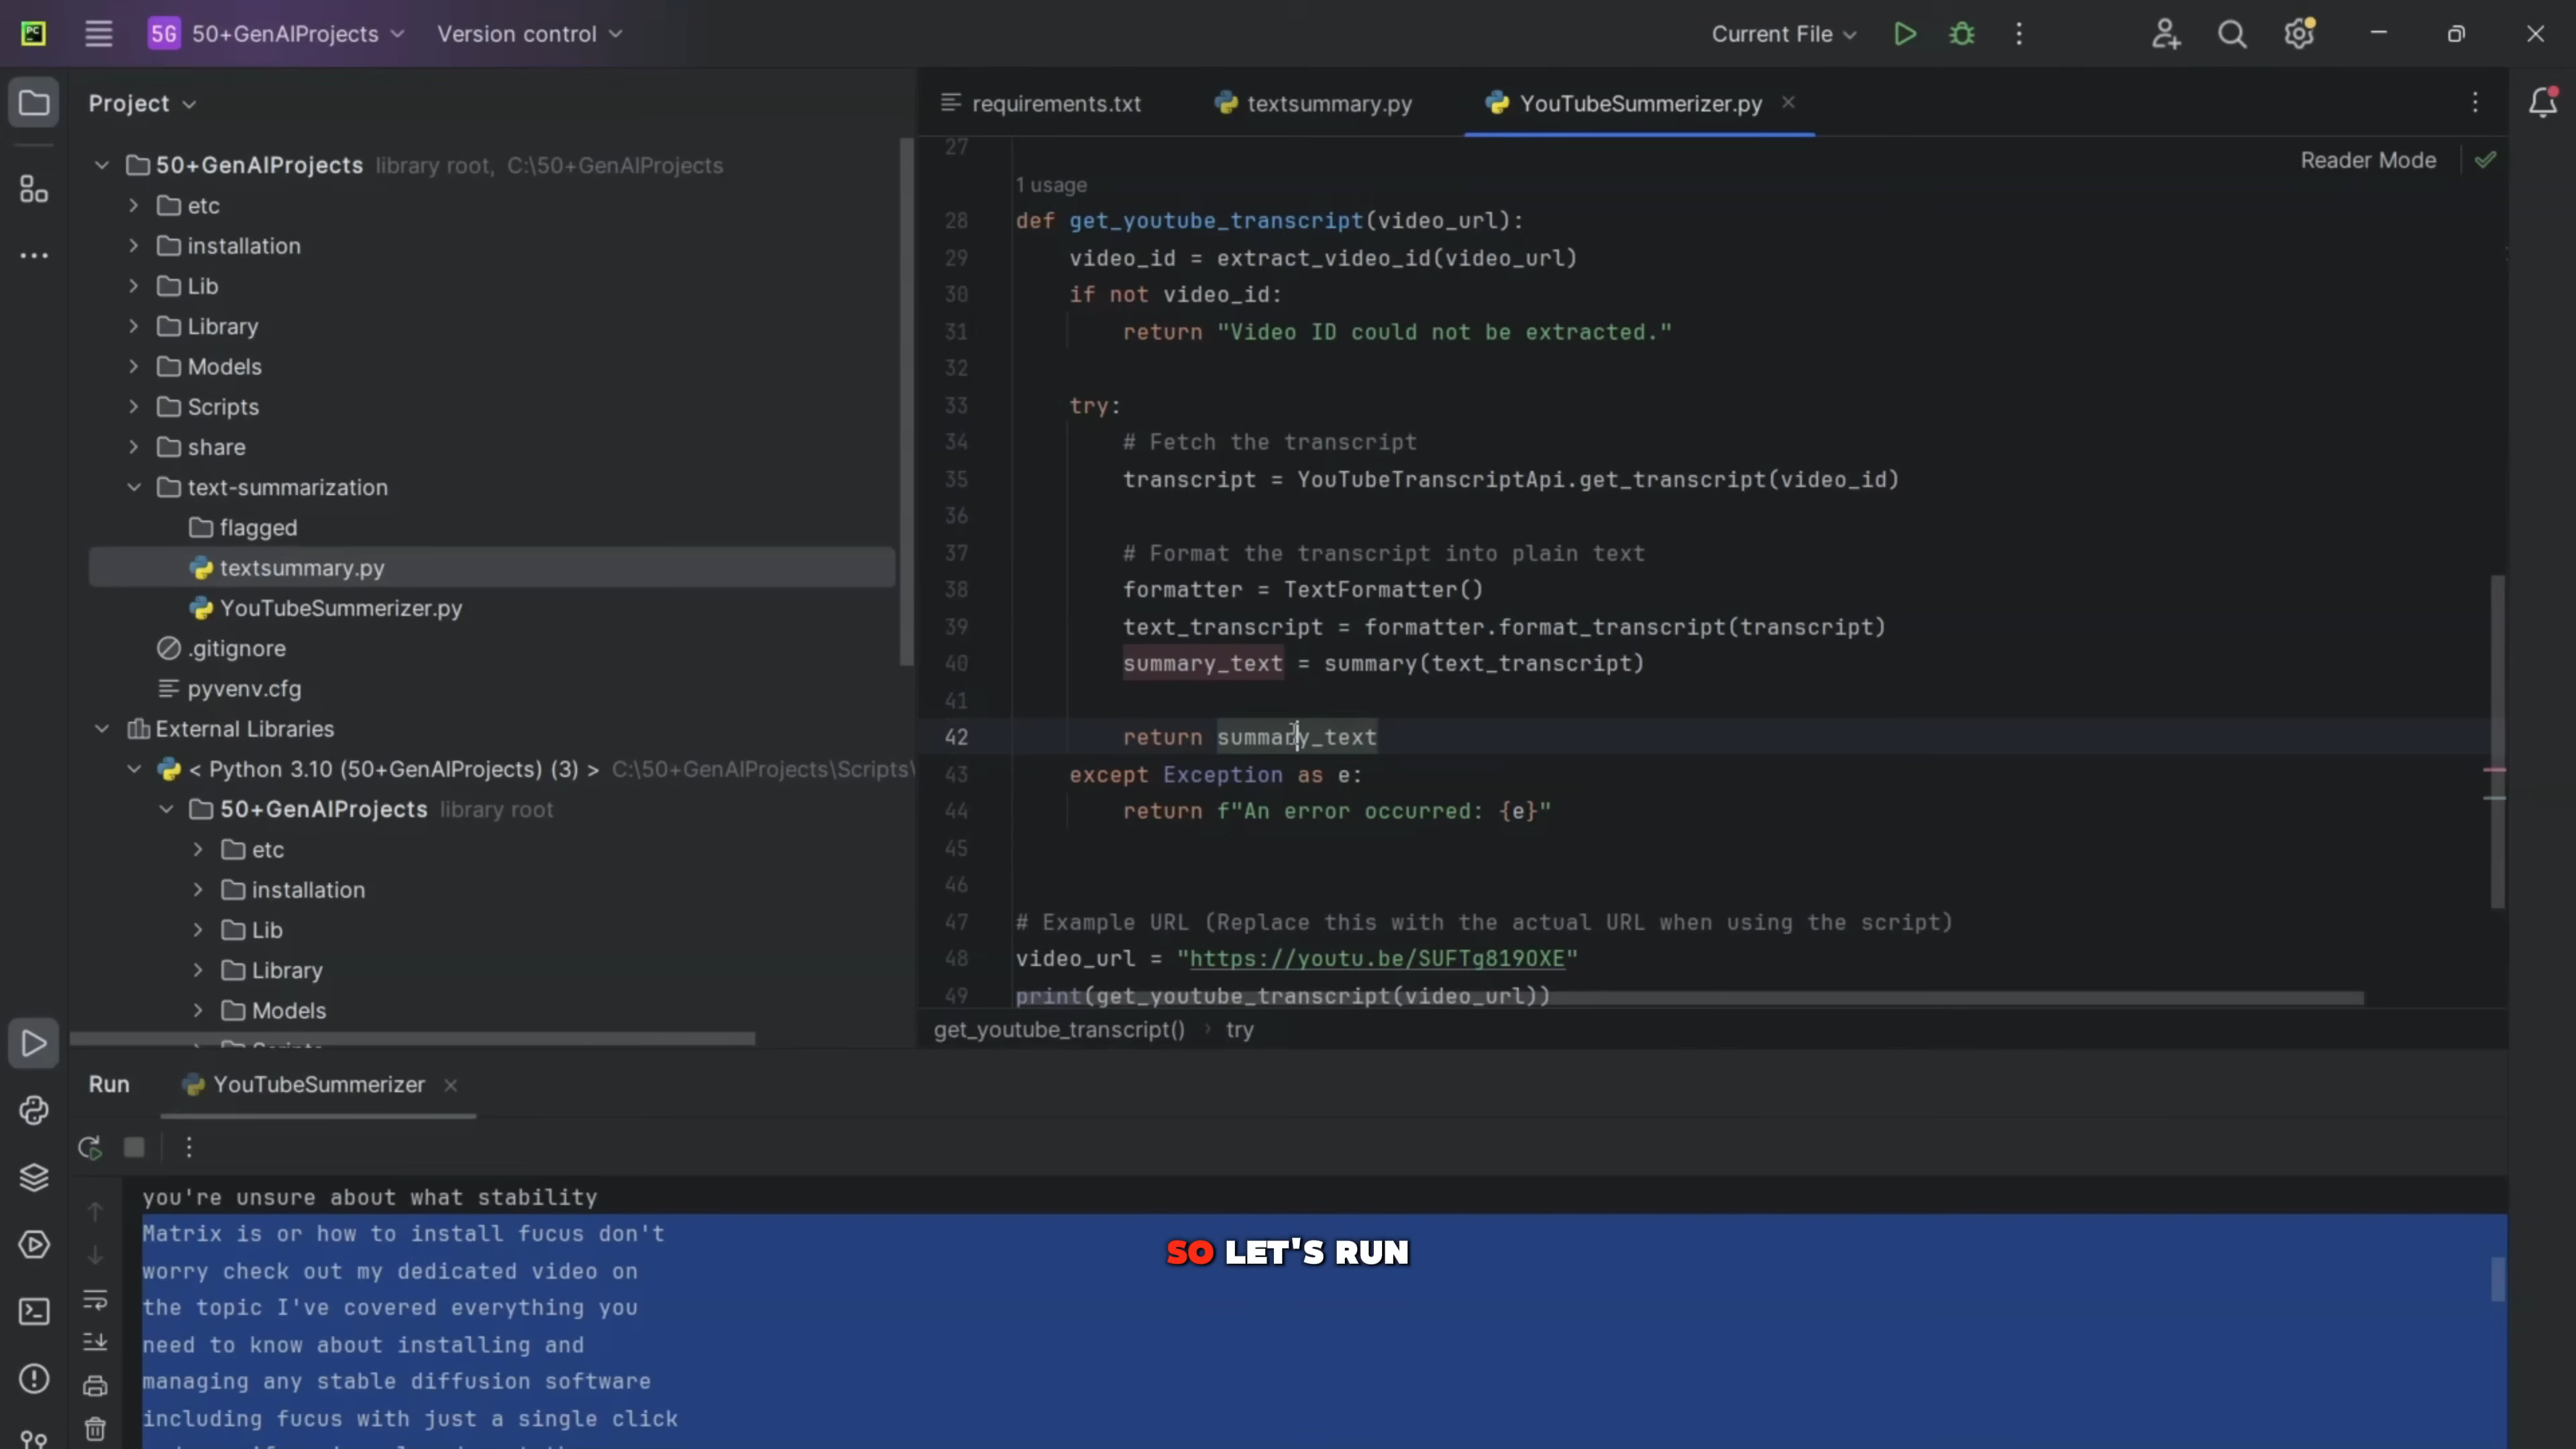 PC
5G 50+GenAIProjects Version control Current File
Project
requirements.txt textsummary.py YouTubeSummerizer.py
Reader Mode
50+GenAIProjects library root, C:\50+GenAIProjects
etc
installation
Lib
Library
Models
Scripts
share
text-summarization
flagged
textsummary.py
YouTubeSummerizer.py
.gitignore
pyvenv.cfg
External Libraries
< Python 3.10 (50+GenAIProjects) (3) > C:\50+GenAIProjects\Scripts\
50+GenAIProjects library root
etc
installation
Lib
Library
Models
27
1 usage
28 def get_youtube_transcript(video_url):
29 video_id = extract_video_id(video_url)
30 if not video_id:
31 return "Video ID could not be extracted."
32
33 try:
34 # Fetch the transcript
35 transcript = YouTubeTranscriptApi.get_transcript(video_id)
36
37 # Format the transcript into plain text
38 formatter = TextFormatter()
39 text_transcript = formatter.format_transcript(transcript)
40 summary_text = summary(text_transcript)
41
42 return summary_text
43 except Exception as e:
44 return f"An error occurred: {e}"
45
46
47 # Example URL (Replace this with the actual URL when using the script)
48 video_url = "https://youtu.be/SUFTg819OXE"
49 print(get_youtube_transcript(video_url))
get_youtube_transcript() › try
Run YouTubeSummerizer
you're unsure about what stability
Matrix is or how to install fucus don't
worry check out my dedicated video on
the topic I've covered everything you
need to know about installing and
managing any stable diffusion software
including fucus with just a single click
SO LET'S RUN